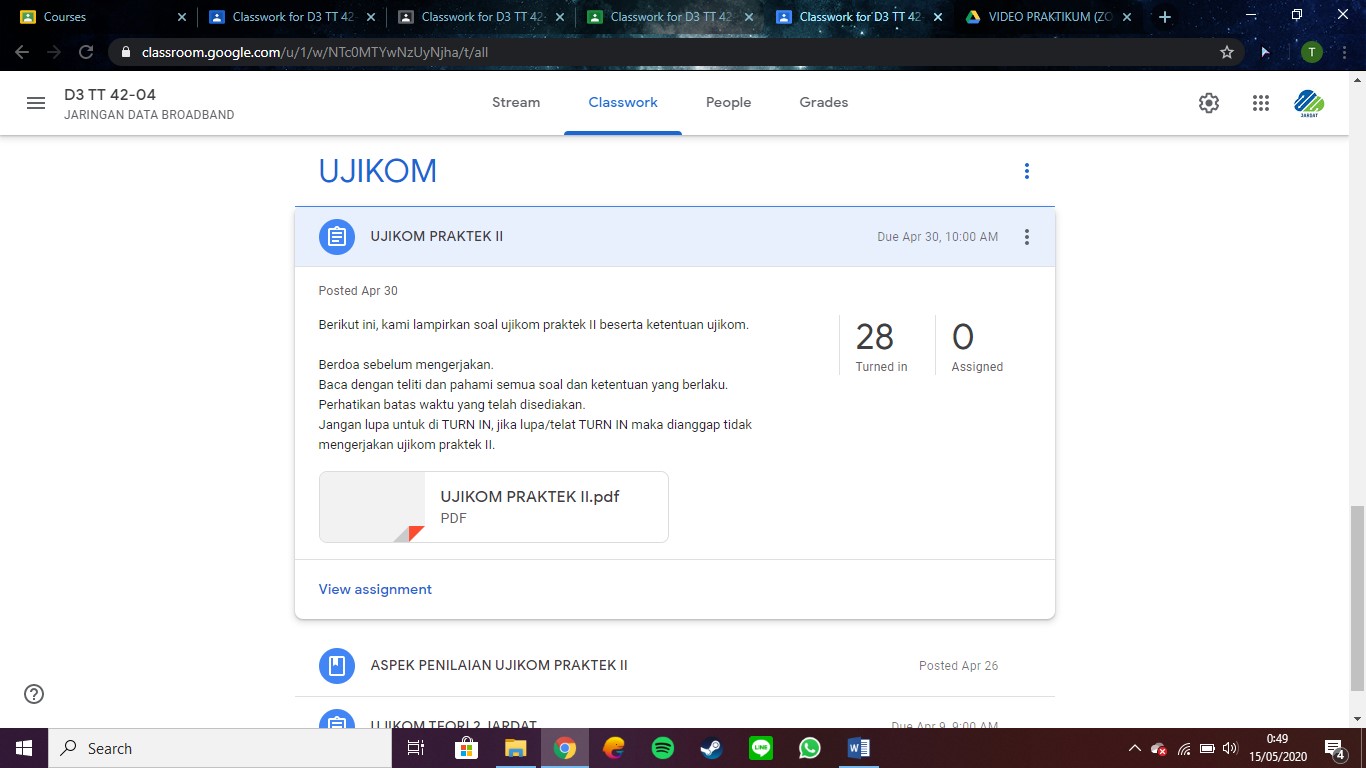 Courses
Classwork for D3 TT 42-
Classwork for D3 TT 42-
Classwork for D3 TT 42-
Classwork for D3 TT 42-
VIDEO PRAKTIKUM (ZO
classroom.google.com/u/1/w/NTc0MTYwNzUyNjha/t/all
T
D3 TT 42-04
JARINGAN DATA BROADBAND
Stream
Classwork
People
Grades
JARDAT
UJIKOM
UJIKOM PRAKTEK II
Due Apr 30, 10:00 AM
Posted Apr 30
Berikut ini, kami lampirkan soal ujikom praktek II beserta ketentuan ujikom.
28
Turned in
0
Assigned
Berdoa sebelum mengerjakan.
Baca dengan teliti dan pahami semua soal dan ketentuan yang berlaku.
Perhatikan batas waktu yang telah disediakan.
Jangan lupa untuk di TURN IN, jika lupa/telat TURN IN maka dianggap tidak
mengerjakan ujikom praktek II.
UJIKOM PRAKTEK II.pdf
PDF
View assignment
ASPEK PENILAIAN UJIKOM PRAKTEK II
Posted Apr 26
UJIKOM TEORI 2 JARDAT
Due Apr 9, 9:00 AM
Search
LINE
W
0:49
15/05/2020
4